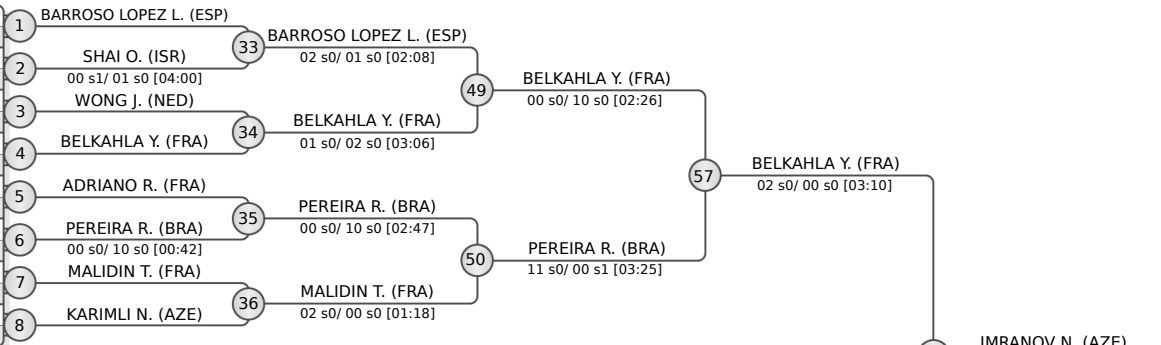 1
BARROSO LOPEZ L. (ESP)
2
SHAI O. (ISR)
00 s1/ 01 s0 [04:00]
3
WONG J. (NED)
4
BELKAHLA Y. (FRA)
5
ADRIANO R. (FRA)
6
PEREIRA R. (BRA)
00 s0/ 10 s0 [00:42]
7
MALIDIN T. (FRA)
8
KARIMLI N. (AZE)
33
BARROSO LOPEZ L. (ESP)
02 s0/ 01 s0 [02:08]
34
BELKAHLA Y. (FRA)
01 s0/ 02 s0 [03:06]
35
PEREIRA R. (BRA)
00 s0/ 10 s0 [02:47]
36
MALIDIN T. (FRA)
02 s0/ 00 s0 [01:18]
49
BELKAHLA Y. (FRA)
00 s0/ 10 s0 [02:26]
50
PEREIRA R. (BRA)
11 s0/ 00 s1 [03:25]
57
BELKAHLA Y. (FRA)
02 s0/ 00 s0 [03:10]
IMRANOV N. (AZE)